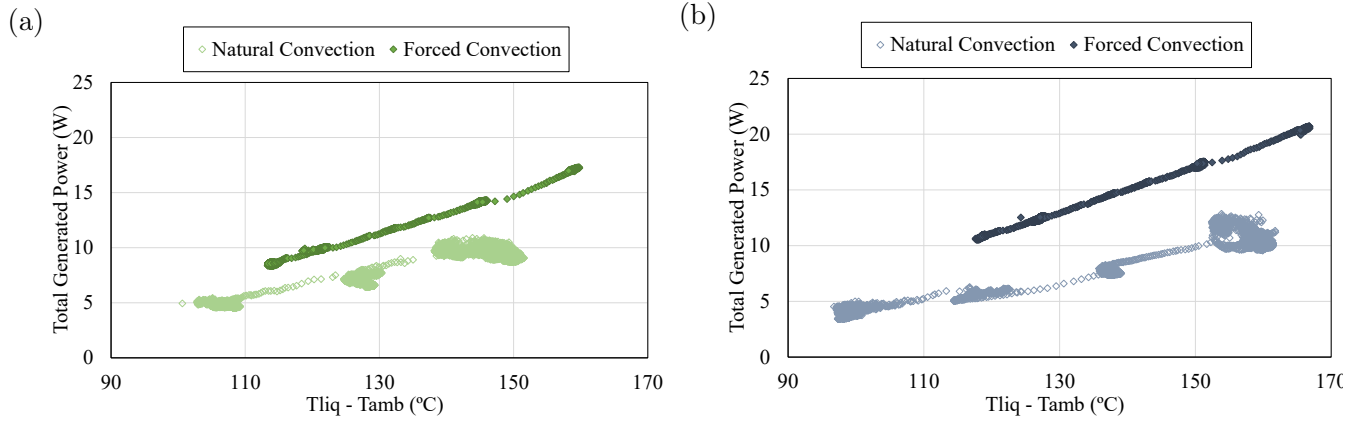 (a)
Natural Convection Forced Convection
25
20
15
10
5
0
Total Generated Power (W)
90 110 130 150 170
Tliq - Tamb (ºC)
(b)
Natural Convection Forced Convection
25
20
15
10
5
0
Total Generated Power (W)
90 110 130 150 170
Tliq - Tamb (ºC)